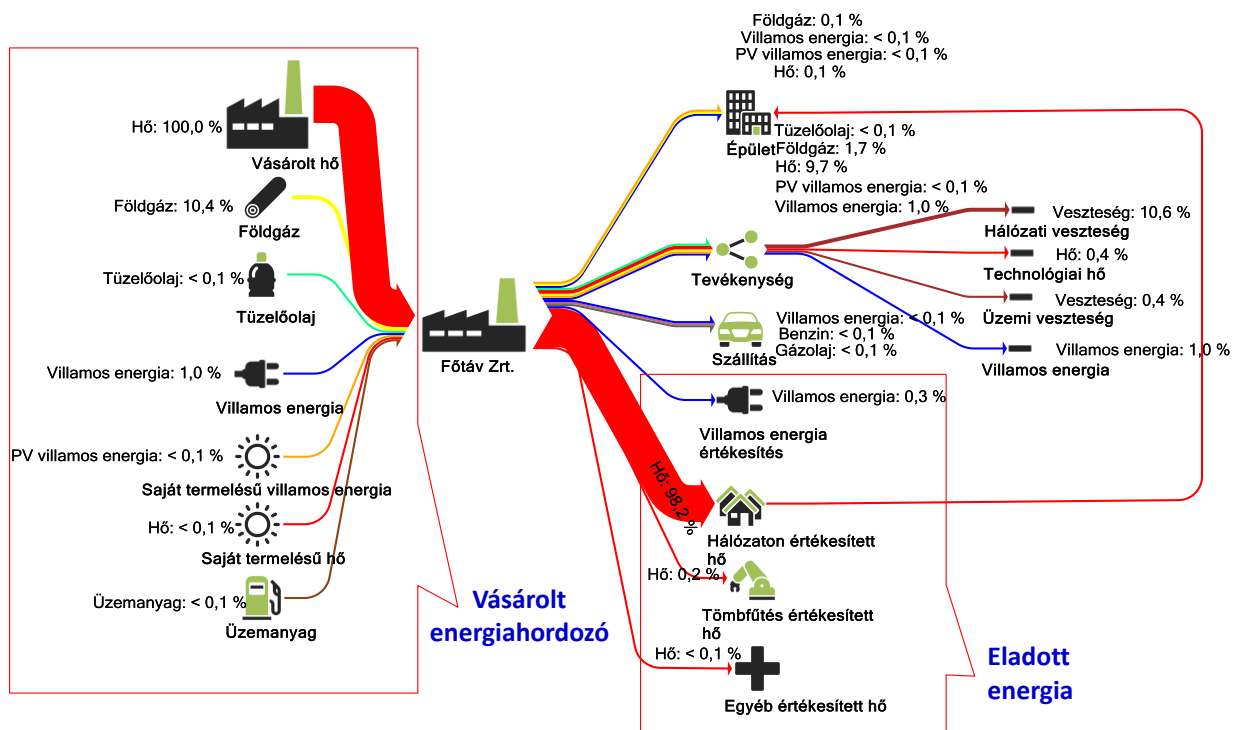 Hő: 100,0 %
Vásárolt hő
Földgáz: 10,4 %
Földgáz
Tüzelőolaj: < 0,1 %
Tüzelőolaj
Villamos energia: 1,0 %
Villamos energia
PV villamos energia: < 0,1 %
Saját termelésű villamos energia
Hő: < 0,1 %
Saját termelésű hő
Üzemanyag: < 0,1 %
Üzemanyag
Vásárolt
energiahordozó
Főtáv Zrt.
Földgáz: 0,1 %
Villamos energia: < 0,1 %
PV villamos energia: < 0,1 %
Hő: 0,1 %
Épület
Tüzelőolaj: < 0,1 %
Földgáz: 1,7 %
Hő: 9,7 %
PV villamos energia: < 0,1 %
Villamos energia: 1,0 %
Tevékenység
Veszteség: 10,6 %
Hálózati veszteség
Hő: 0,4 %
Technológiai hő
Veszteség: 0,4 %
Üzemi veszteség
Villamos energia: 1,0 %
Villamos energia
Villamos energia: < 0,1 %
Benzin: < 0,1 %
Gázolaj: < 0,1 %
Szállítás
Villamos energia: 0,3 %
Villamos energia
értékesítés
Hő: 98,2 %
Hálózaton értékesített
hő
Hő: 0,2 %
Tömbfűtés értékesített
hő
Hő: < 0,1 %
Egyéb értékesített hő
Eladott
energia